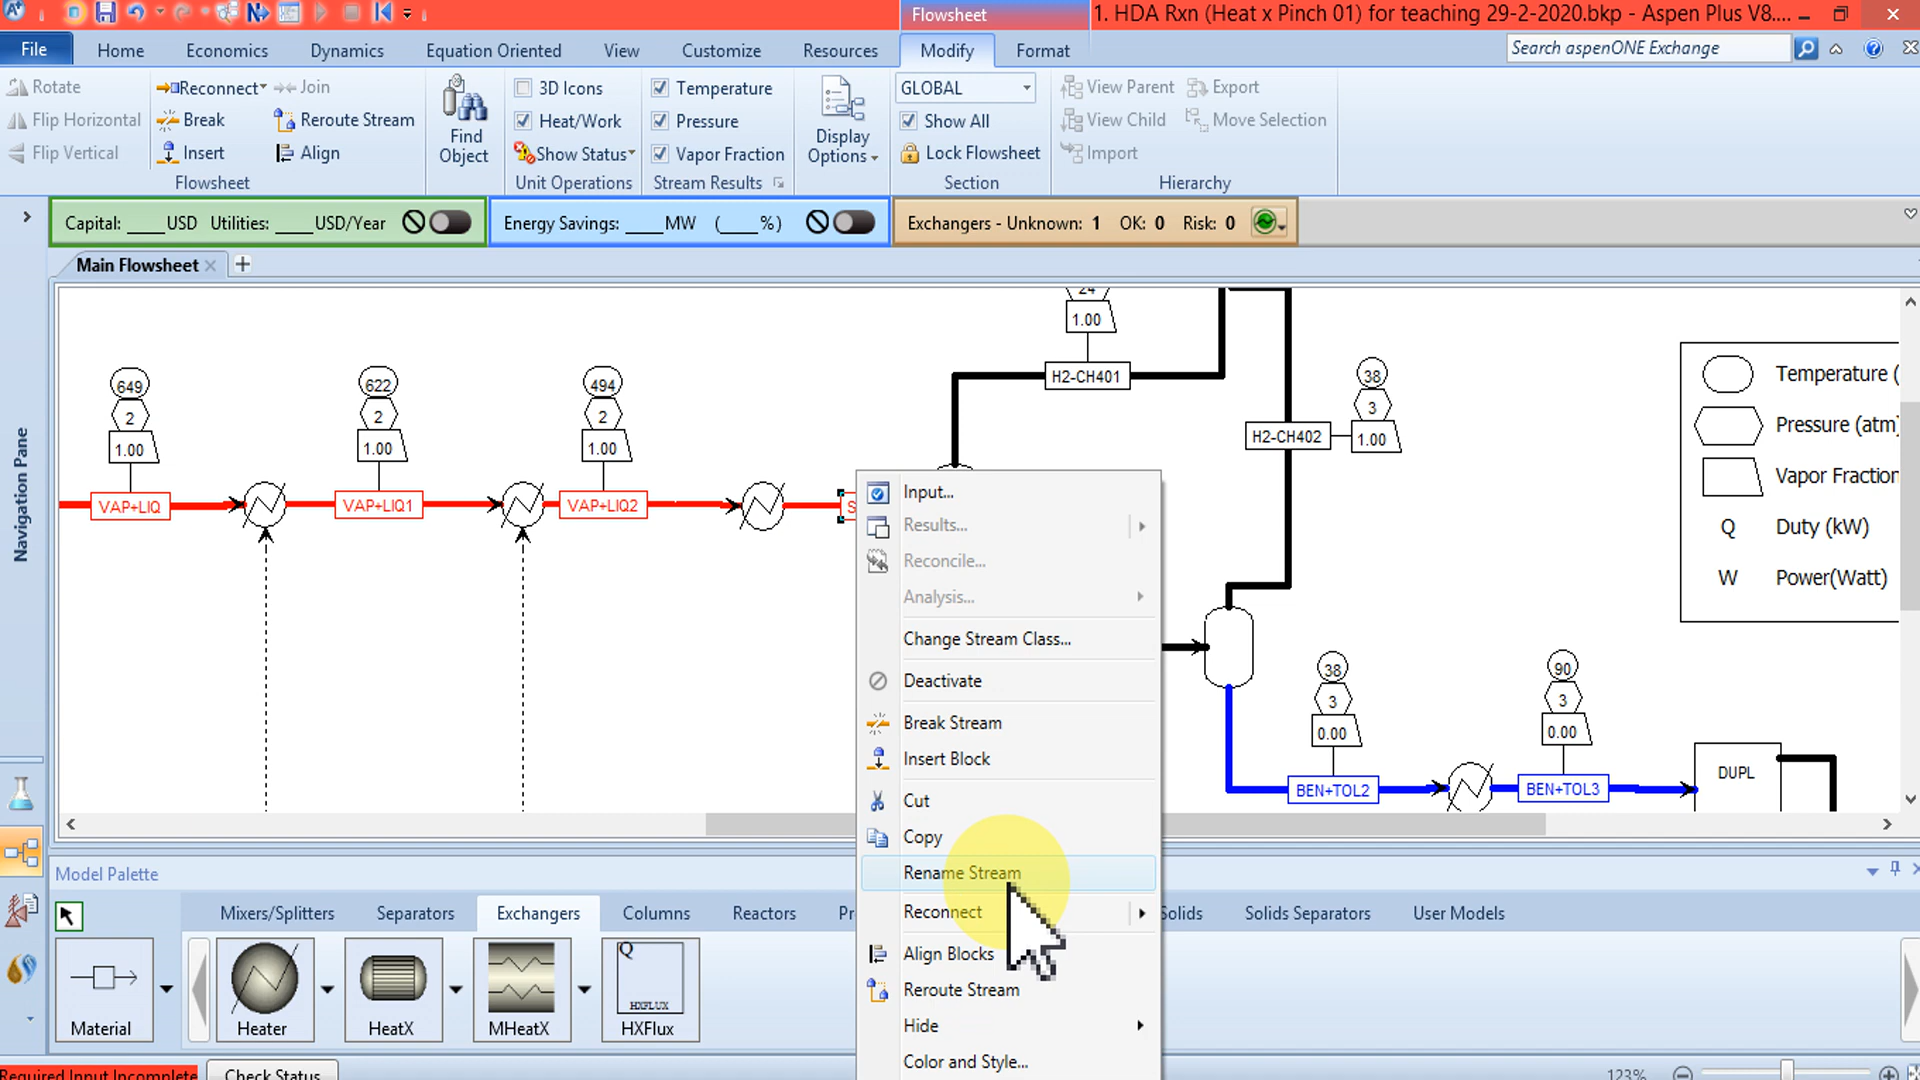 Flowsheet
1. HDA Rxn (Heat x Pinch 01) for teaching 29-2-2020.bkp - Aspen Plus V8....
File
Home
Economics
Dynamics
Equation Oriented
View
Customize
Resources
Modify
Format
Search aspenONE Exchange
Rotate
Reconnect
Join
Flip Horizontal
Break
Reroute Stream
Flip Vertical
Insert
Align
Flowsheet
Find
Object
3D Icons
Heat/Work
Show Status
Unit Operations
Temperature
Pressure
Vapor Fraction
Stream Results
Display
Options
GLOBAL
Show All
Lock Flowsheet
Section
View Parent
Export
View Child
Move Selection
Import
Hierarchy
Capital: ____USD Utilities: ____USD/Year
Energy Savings: ____MW (____%)
Exchangers - Unknown: 1 OK: 0 Risk: 0
Main Flowsheet
Navigation Pane
649
2
1.00
VAP+LIQ
622
2
1.00
VAP+LIQ1
494
2
1.00
VAP+LIQ2
24
1.00
H2-CH401
38
3
1.00
H2-CH402
38
3
0.00
BEN+TOL2
90
3
0.00
BEN+TOL3
DUPL
Temperature (
Pressure (atm)
Vapor Fraction
Q Duty (kW)
W Power(Watt)
Input...
Results...
Reconcile...
Analysis...
Change Stream Class...
Deactivate
Break Stream
Insert Block
Cut
Copy
Rename Stream
Reconnect
Align Blocks
Reroute Stream
Hide
Color and Style...
Model Palette
Mixers/Splitters
Separators
Exchangers
Columns
Reactors
Solids
Solids Separators
User Models
Material
Heater
HeatX
MHeatX
Q
HXFLUX
HXFlux
Required Input Incomplete
Check Status
123%